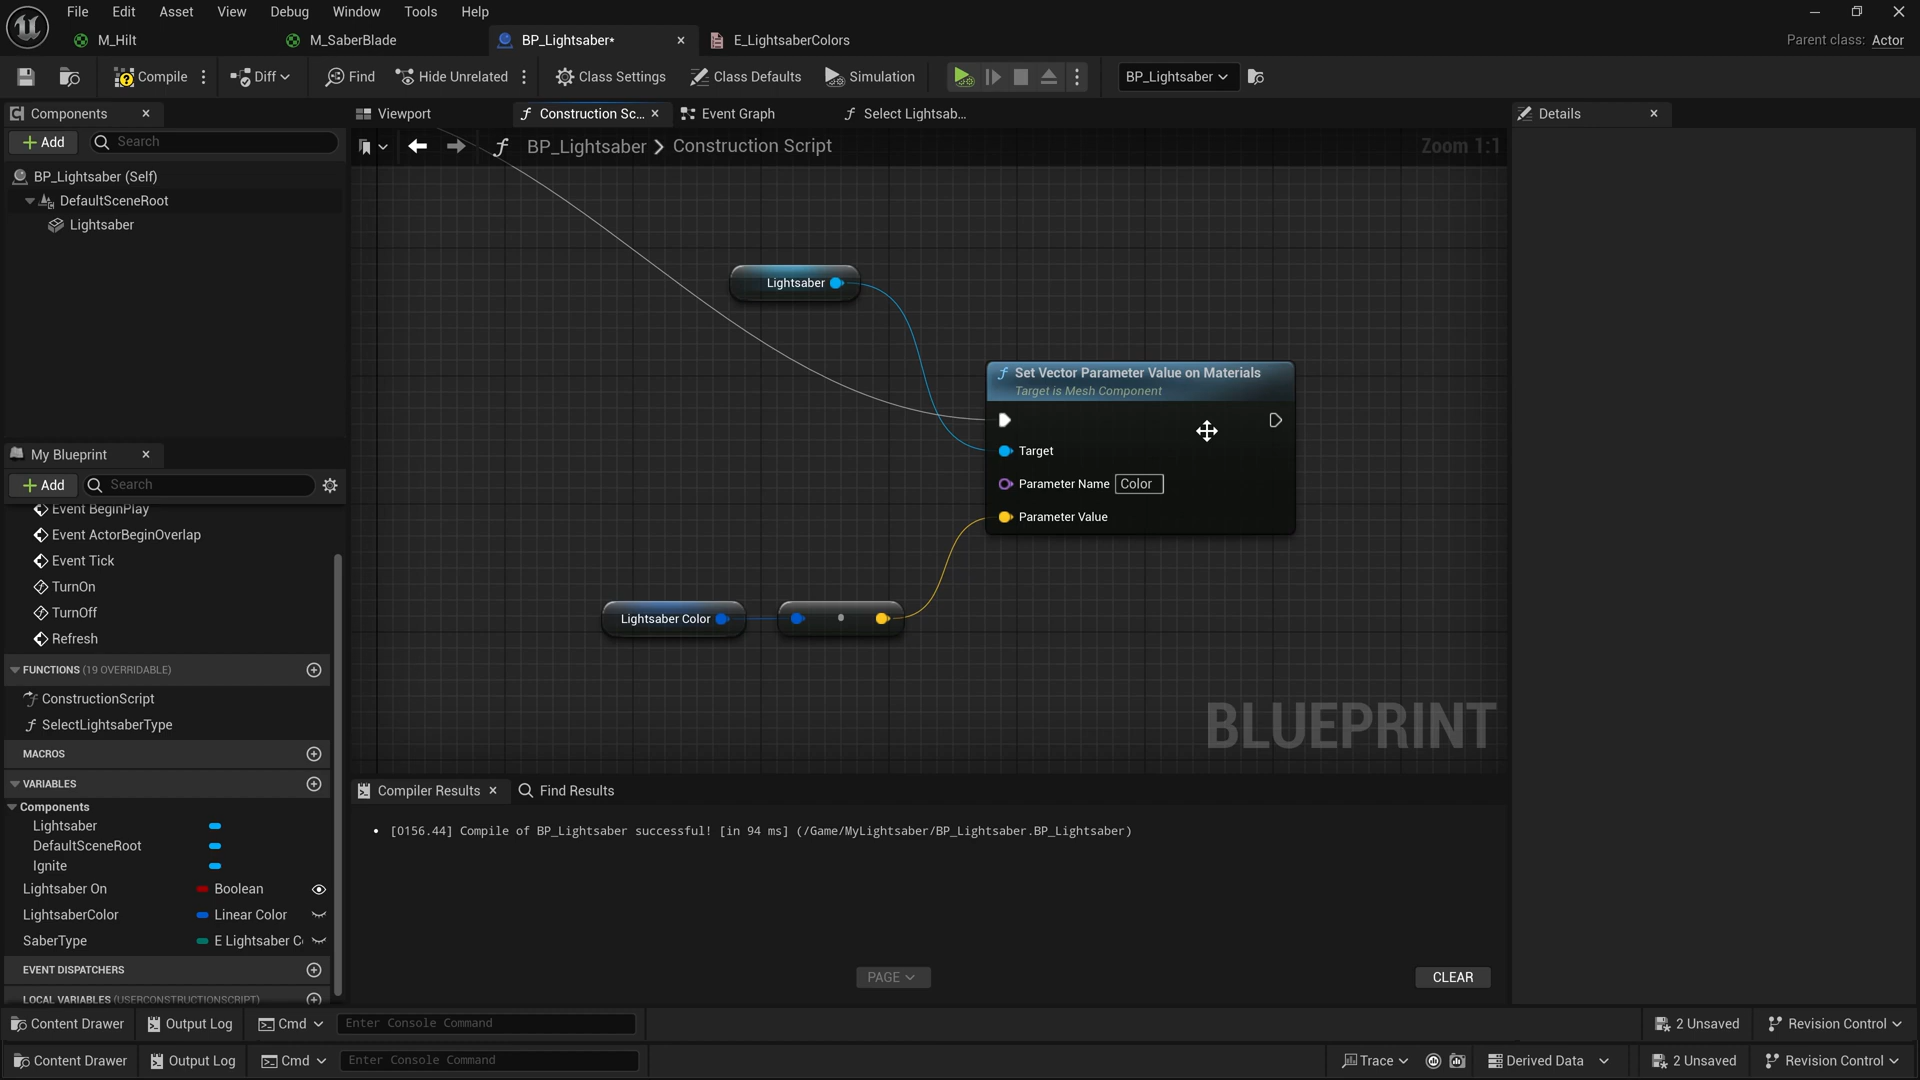 File Edit Asset View Debug Window Tools Help
M_Hilt M_SaberBlade BP_Lightsaber* E_LightsaberColors Parent class: Actor
Compile Diff Find Hide Unrelated Class Settings Class Defaults Simulation BP_Lightsaber
Components Viewport Construction Sc... Event Graph Select Lightsab... Details
Add Search BP_Lightsaber > Construction Script Zoom 1:1
BP_Lightsaber (Self)
DefaultSceneRoot
Lightsaber
Lightsaber
Set Vector Parameter Value on Materials
Target is Mesh Component
Target
Parameter Name Color
Parameter Value
Lightsaber Color
BLUEPRINT
My Blueprint
Add Search
Event BeginPlay
Event ActorBeginOverlap
Event Tick
TurnOn
TurnOff
Refresh
FUNCTIONS (19 OVERRIDABLE)
ConstructionScript
SelectLightsaberType
MACROS
VARIABLES
Components
Lightsaber
DefaultSceneRoot
Ignite
Lightsaber On Boolean
LightsaberColor Linear Color
SaberType E Lightsaber C
EVENT DISPATCHERS
LOCAL VARIABLES (USERCONSTRUCTIONSCRIPT)
Compiler Results Find Results
• [0156.44] Compile of BP_Lightsaber successful! [in 94 ms] (/Game/MyLightsaber/BP_Lightsaber.BP_Lightsaber)
PAGE CLEAR
Content Drawer Output Log Cmd Enter Console Command 2 Unsaved Revision Control
Content Drawer Output Log Cmd Enter Console Command Trace Derived Data 2 Unsaved Revision Control